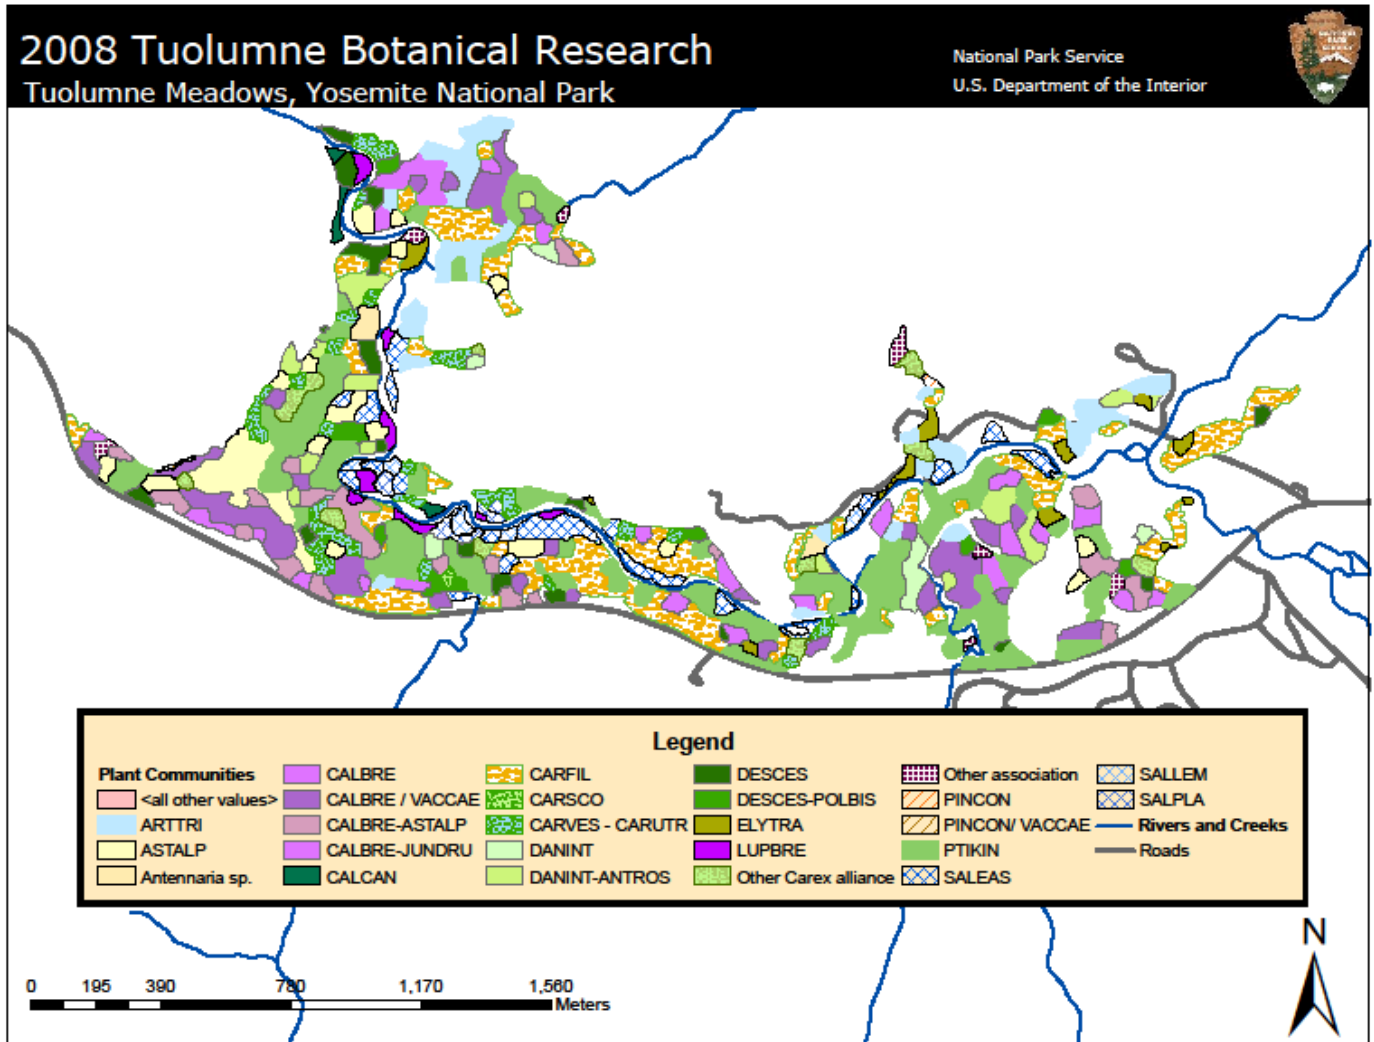 2008 Tuolumne Botanical Research
Tuolumne Meadows, Yosemite National Park
National Park Service
U.S. Department of the Interior
Legend
Plant Communities
<all other values>
ARTTRI
ASTALP
Antennaria sp.
CALBRE
CALBRE / VACCAE
CALBRE-ASTALP
CALBRE-JUNDRU
CALCAN
CARFIL
CARSCO
CARVES - CARUTR
DANINT
DANINT-ANTROS
DESCES
DESCES-POLBIS
ELYTRA
LUPBRE
Other Carex alliance
Other association
PINCON
PINCON/ VACCAE
PTIKIN
SALEAS
SALLEM
SALPLA
Rivers and Creeks
Roads
N
0 195 390 780 1,170 1,560
Meters